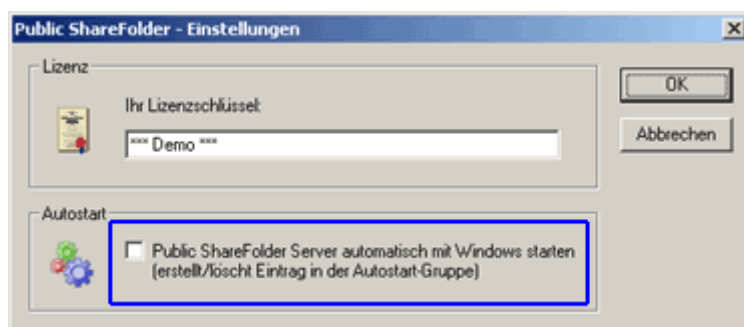 Public ShareFolder - Einstellungen
Lizenz
Ihr Lizenzschlüssel:
*** Demo ***
OK
Abbrechen
Autostart
Public ShareFolder Server automatisch mit Windows starten
(erstellt/löscht Eintrag in der Autostart-Gruppe)